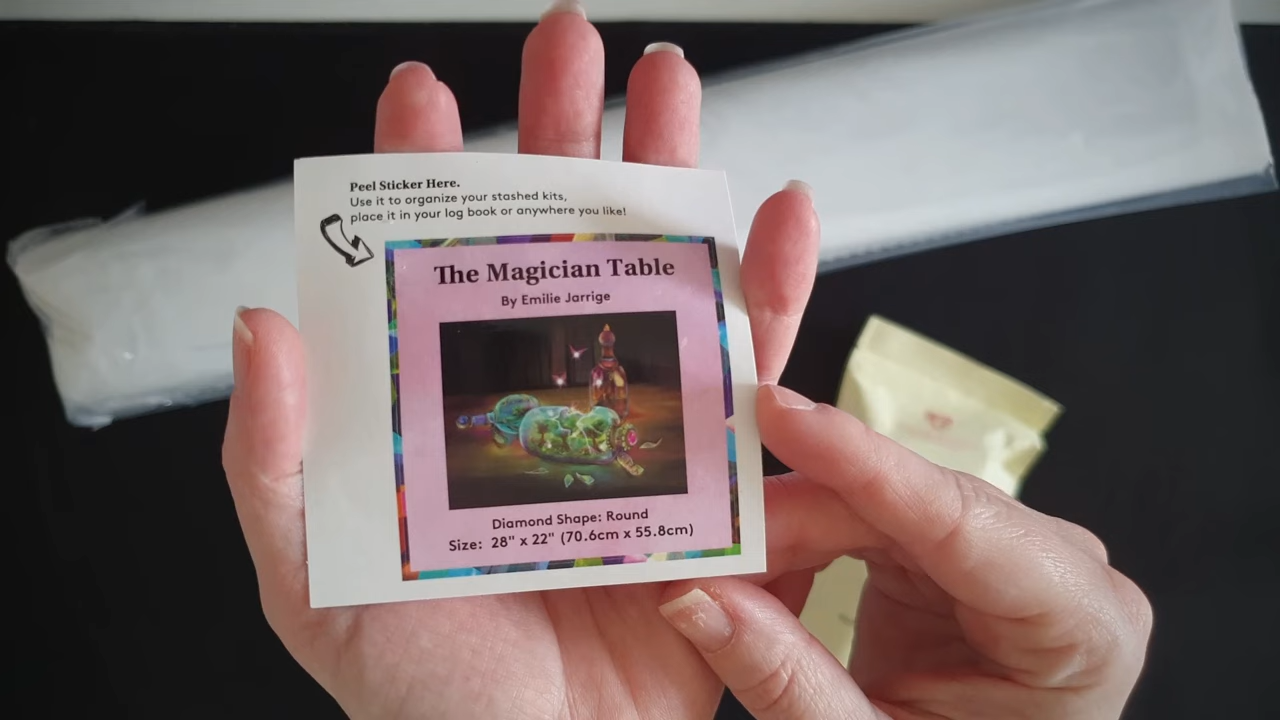 Peel Sticker Here.
Use it to organize your stashed kits,
place it in your log book or anywhere you like!
The Magician Table
By Emilie Jarrige
Diamond Shape: Round
Size: 28" x 22" (70.6cm x 55.8cm)